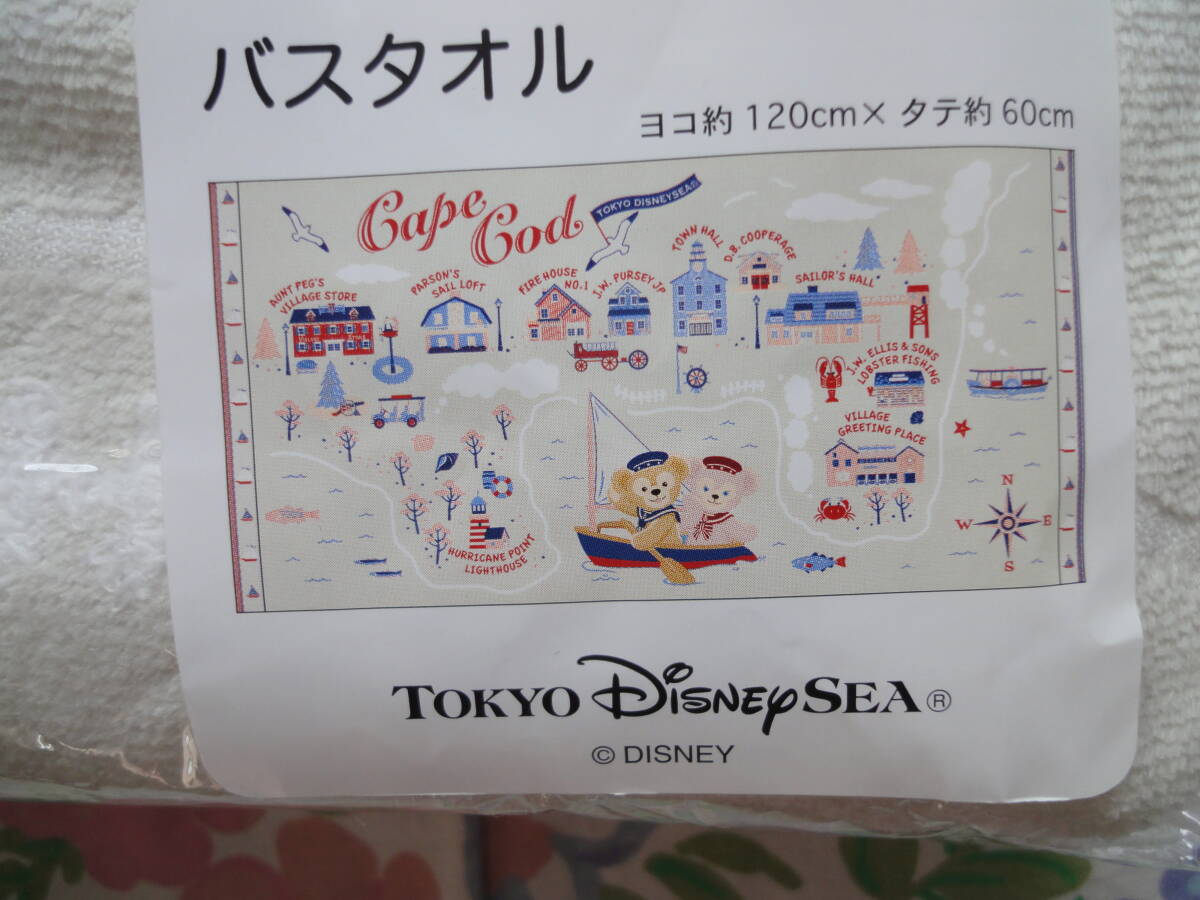 バスタオル
ヨコ約 120cm× タテ約 60cm
Cape Cod
TOKYO DISNEYSEA®
AUNT PEG'S
VILLAGE STORE
PARSON'S
SAIL LOFT
FIRE HOUSE
NO.1
J.W. PURSEY JP
TOWN HALL
D.B. COOPERAGE
SAILOR'S HALL
J.W. ELLIS & SONS
LOBSTER FISHING
VILLAGE
GREETING PLACE
HURRICANE POINT
LIGHTHOUSE
N
W E
S
TOKYO DISNEY SEA®
© DISNEY